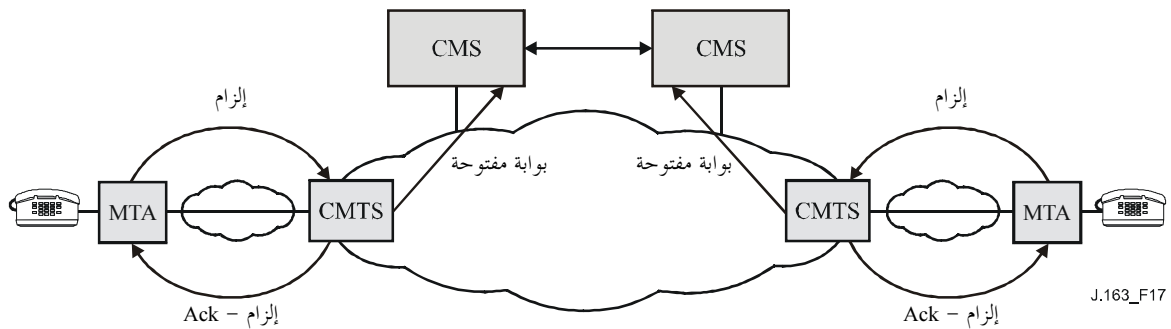 CMS
CMS
إلزام
إلزام
بوابة مفتوحة
بوابة مفتوحة
MTA
CMTS
CMTS
MTA
إلزام – Ack
إلزام – Ack
J.163_F17